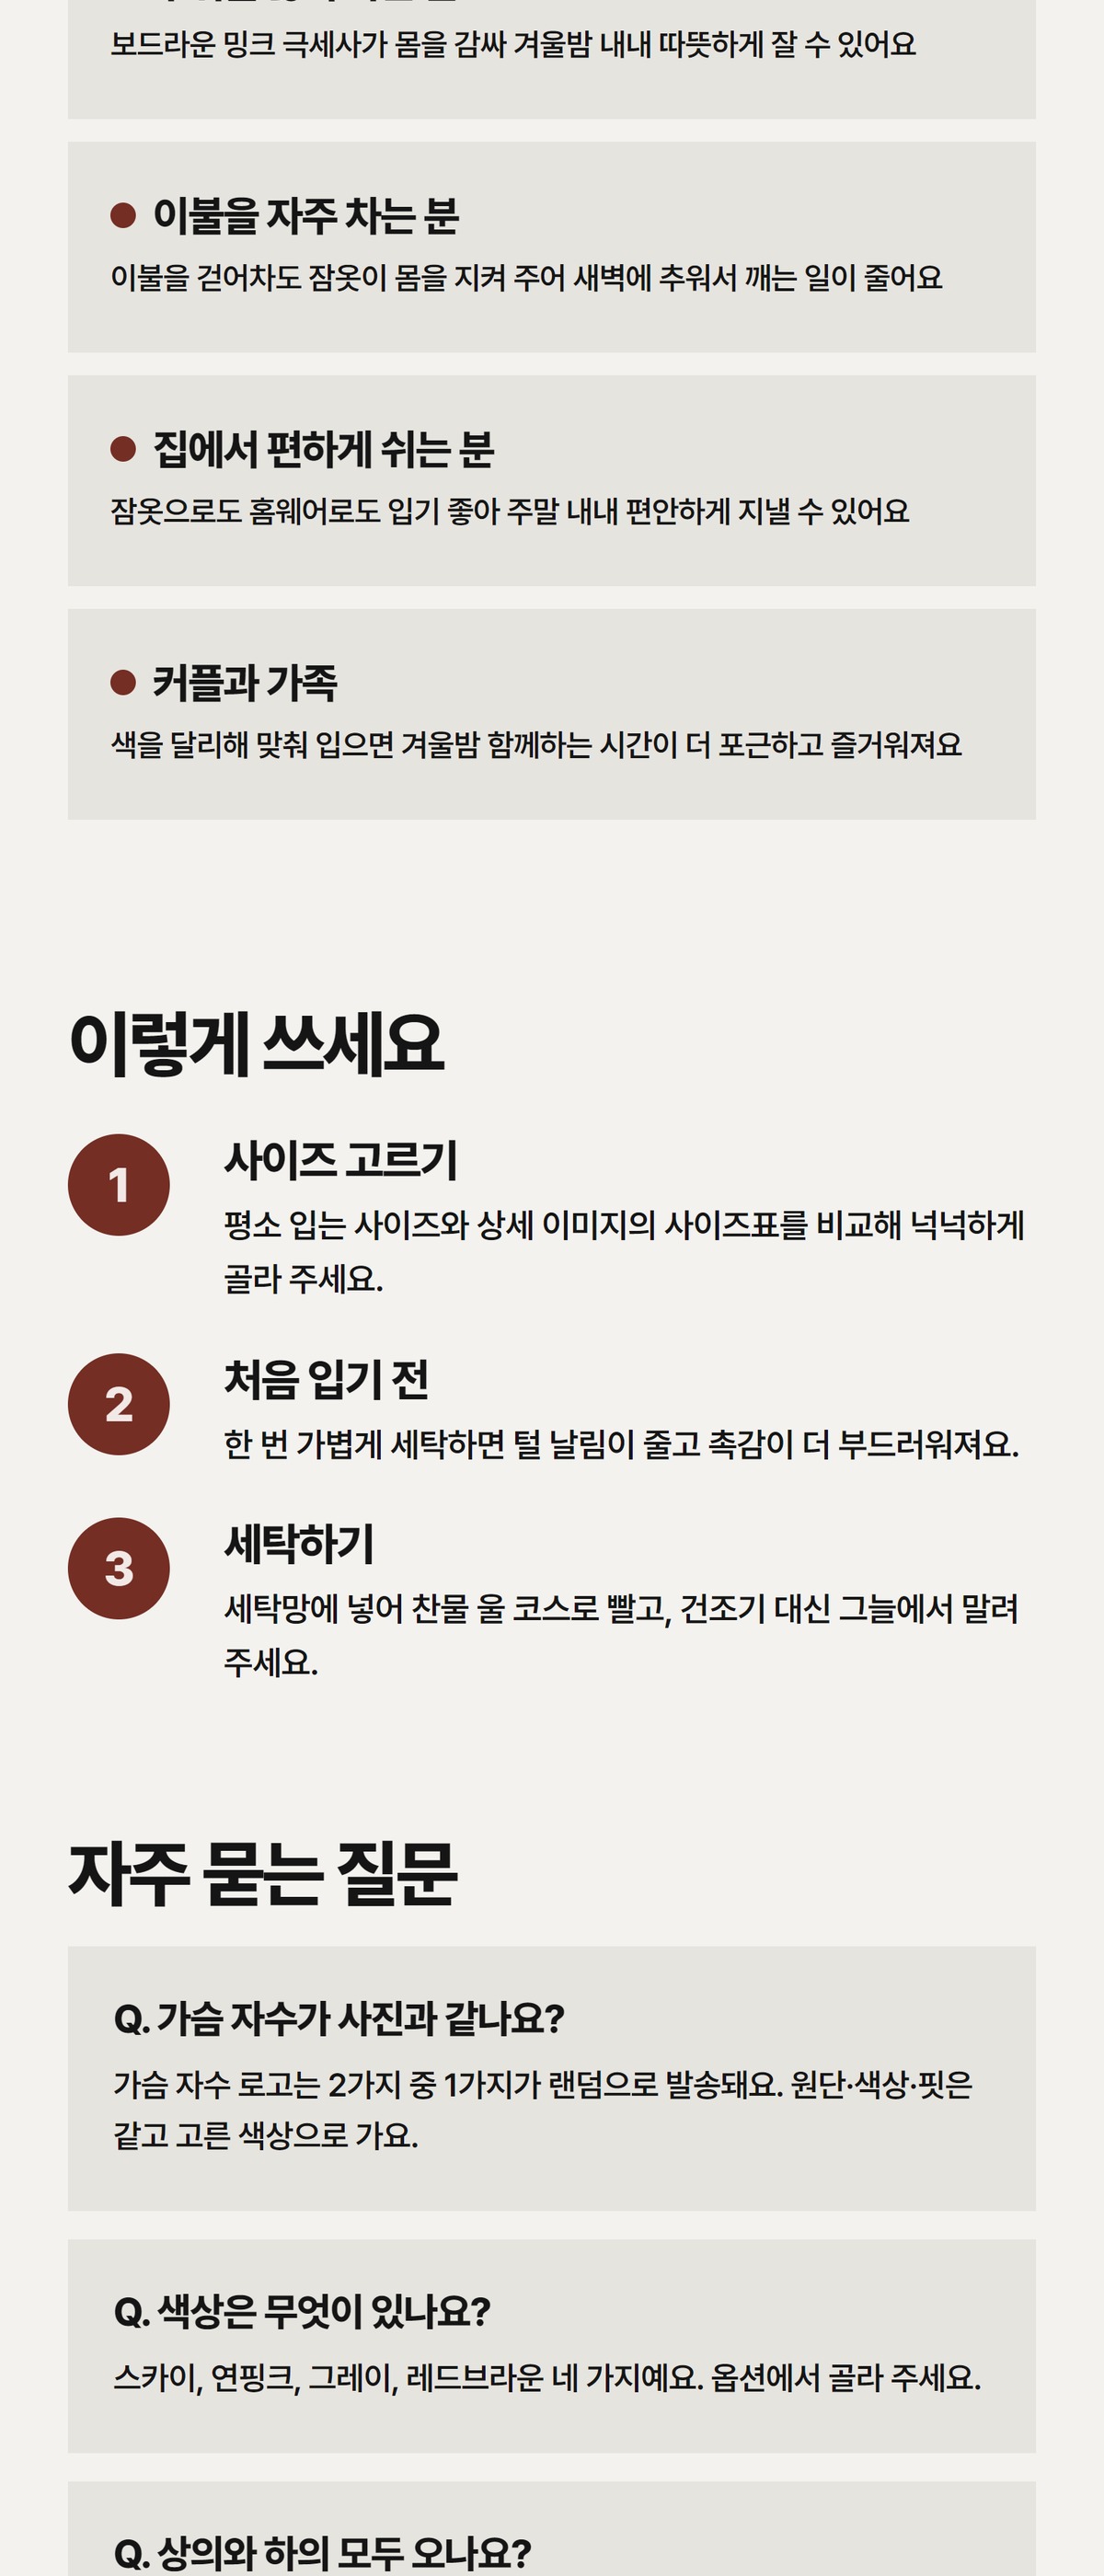 보드라운 밍크 극세사가 몸을 감싸 겨울밤 내내 따뜻하게 잘 수 있어요
이불을 자주 차는 분
이불을 걷어차도 잠옷이 몸을 지켜 주어 새벽에 추워서 깨는 일이 줄어요
집에서 편하게 쉬는 분
잠옷으로도 홈웨어로도 입기 좋아 주말 내내 편안하게 지낼 수 있어요
커플과 가족
색을 달리해 맞춰 입으면 겨울밤 함께하는 시간이 더 포근하고 즐거워져요
이렇게 쓰세요
1
사이즈 고르기
평소 입는 사이즈와 상세 이미지의 사이즈표를 비교해 넉넉하게
골라 주세요.
2
처음 입기 전
한 번 가볍게 세탁하면 털 날림이 줄고 촉감이 더 부드러워져요.
3
세탁하기
세탁망에 넣어 찬물 울 코스로 빨고, 건조기 대신 그늘에서 말려
주세요.
자주 묻는 질문
Q. 가슴 자수가 사진과 같나요?
가슴 자수 로고는 2가지 중 1가지가 랜덤으로 발송돼요. 원단·색상·핏은
같고 고른 색상으로 가요.
Q. 색상은 무엇이 있나요?
스카이, 연핑크, 그레이, 레드브라운 네 가지예요. 옵션에서 골라 주세요.
Q. 상의와 하의 모두 오나요?